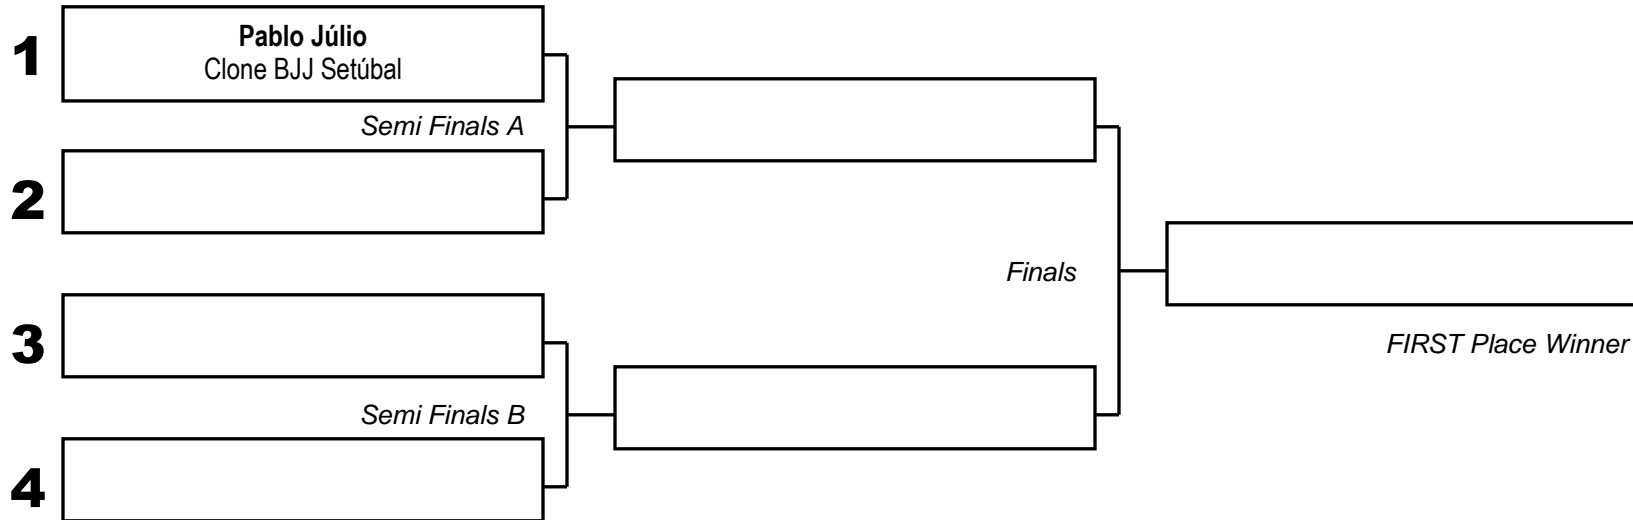 1
Pablo Júlio
Clone BJJ Setúbal
Semi Finals A
2
Finals
3
FIRST Place Winner
Semi Finals B
4